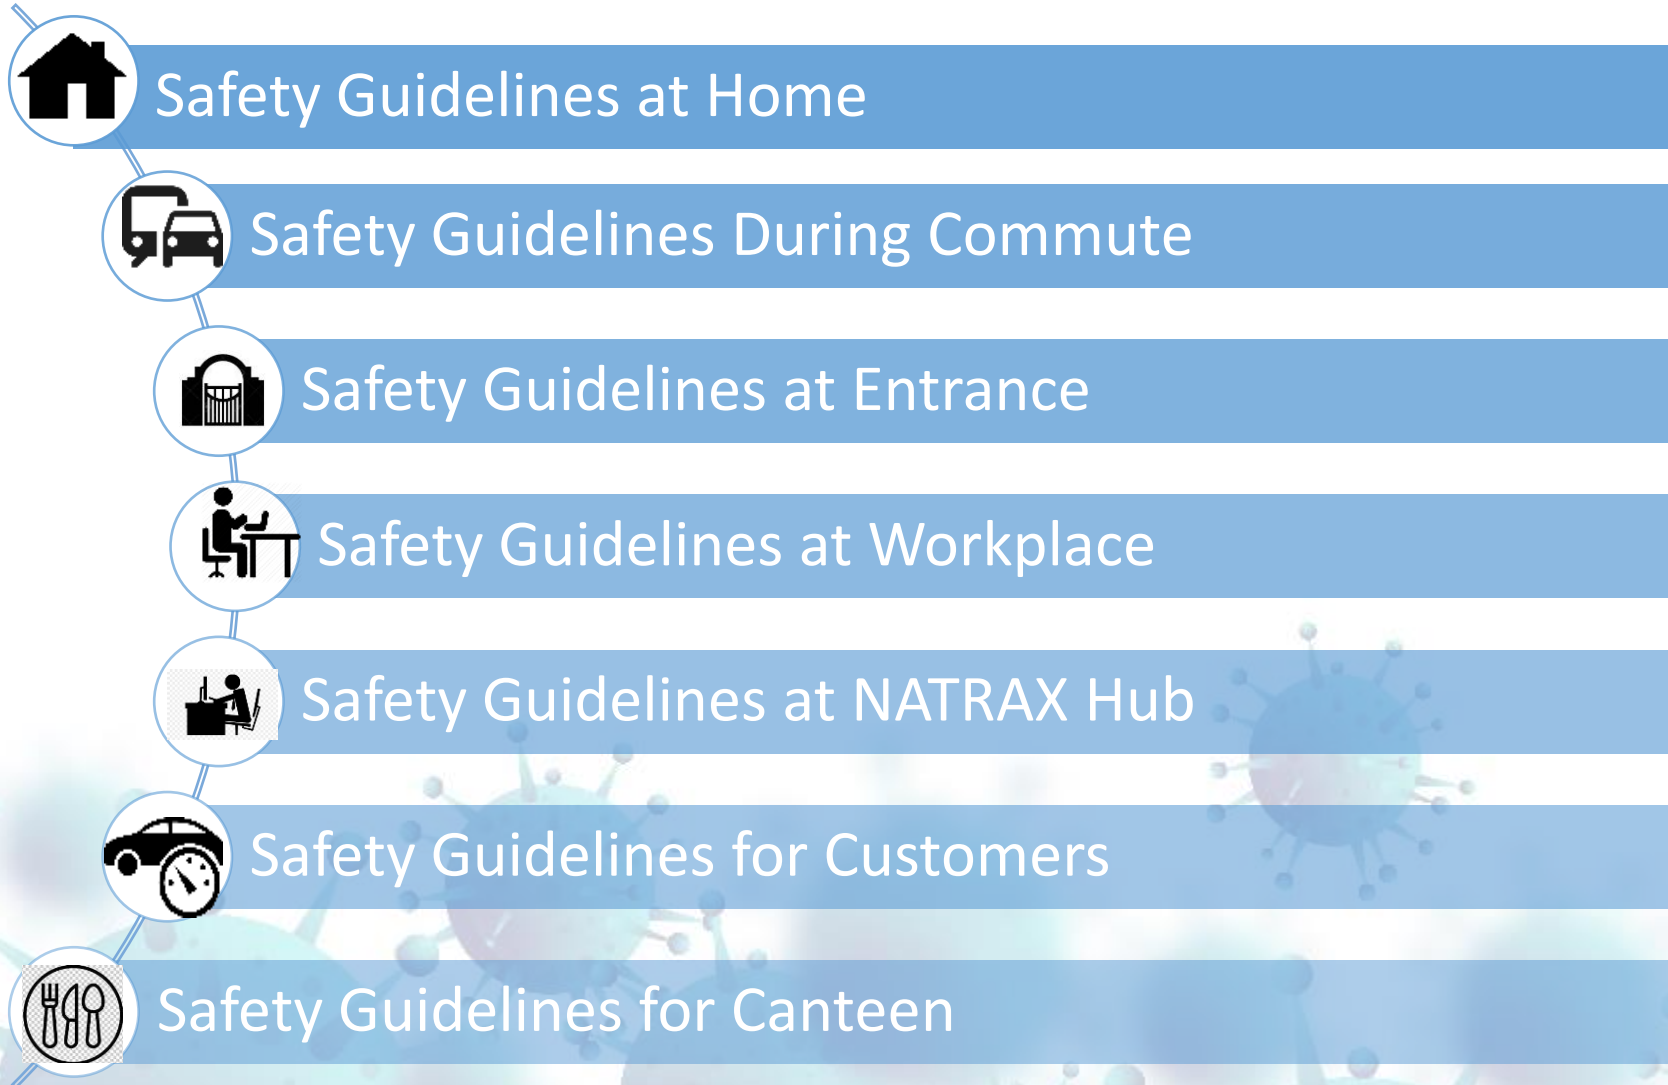 Safety Guidelines at Home
Safety Guidelines During Commute
Safety Guidelines at Entrance
Safety Guidelines at Workplace
Safety Guidelines at NATRAX Hub
Safety Guidelines for Customers
Safety Guidelines for Canteen